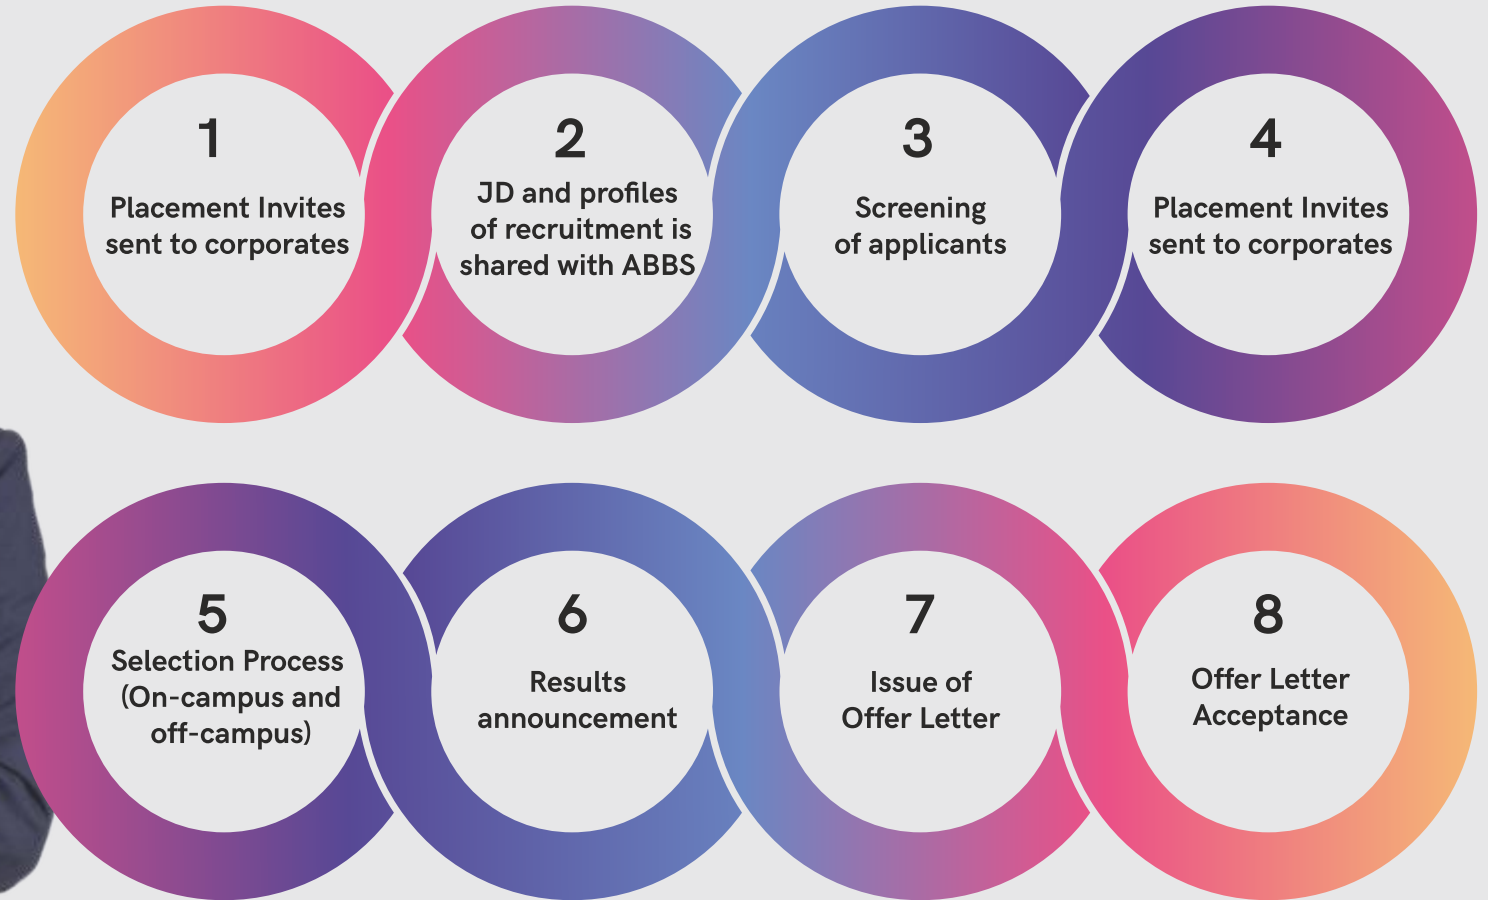 1
Placement Invites
sent to corporates
2
JD and profiles
of recruitment is
shared with ABBS
3
Screening
of applicants
4
Placement Invites
sent to corporates
5
Selection Process
(On-campus and
off-campus)
6
Results
announcement
7
Issue of
Offer Letter
8
Offer Letter
Acceptance